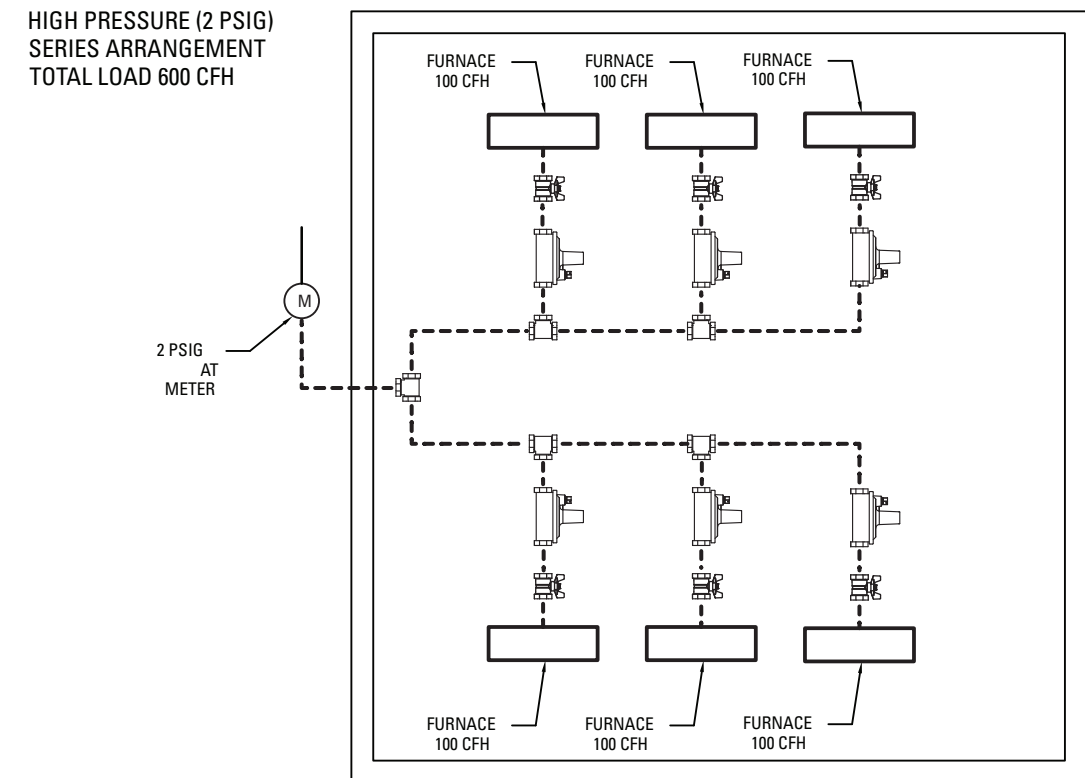 HIGH PRESSURE (2 PSIG)
SERIES ARRANGEMENT
TOTAL LOAD 600 CFH
FURNACE
100 CFH
FURNACE
100 CFH
FURNACE
100 CFH
M
2 PSIG
AT
METER
FURNACE
100 CFH
FURNACE
100 CFH
FURNACE
100 CFH